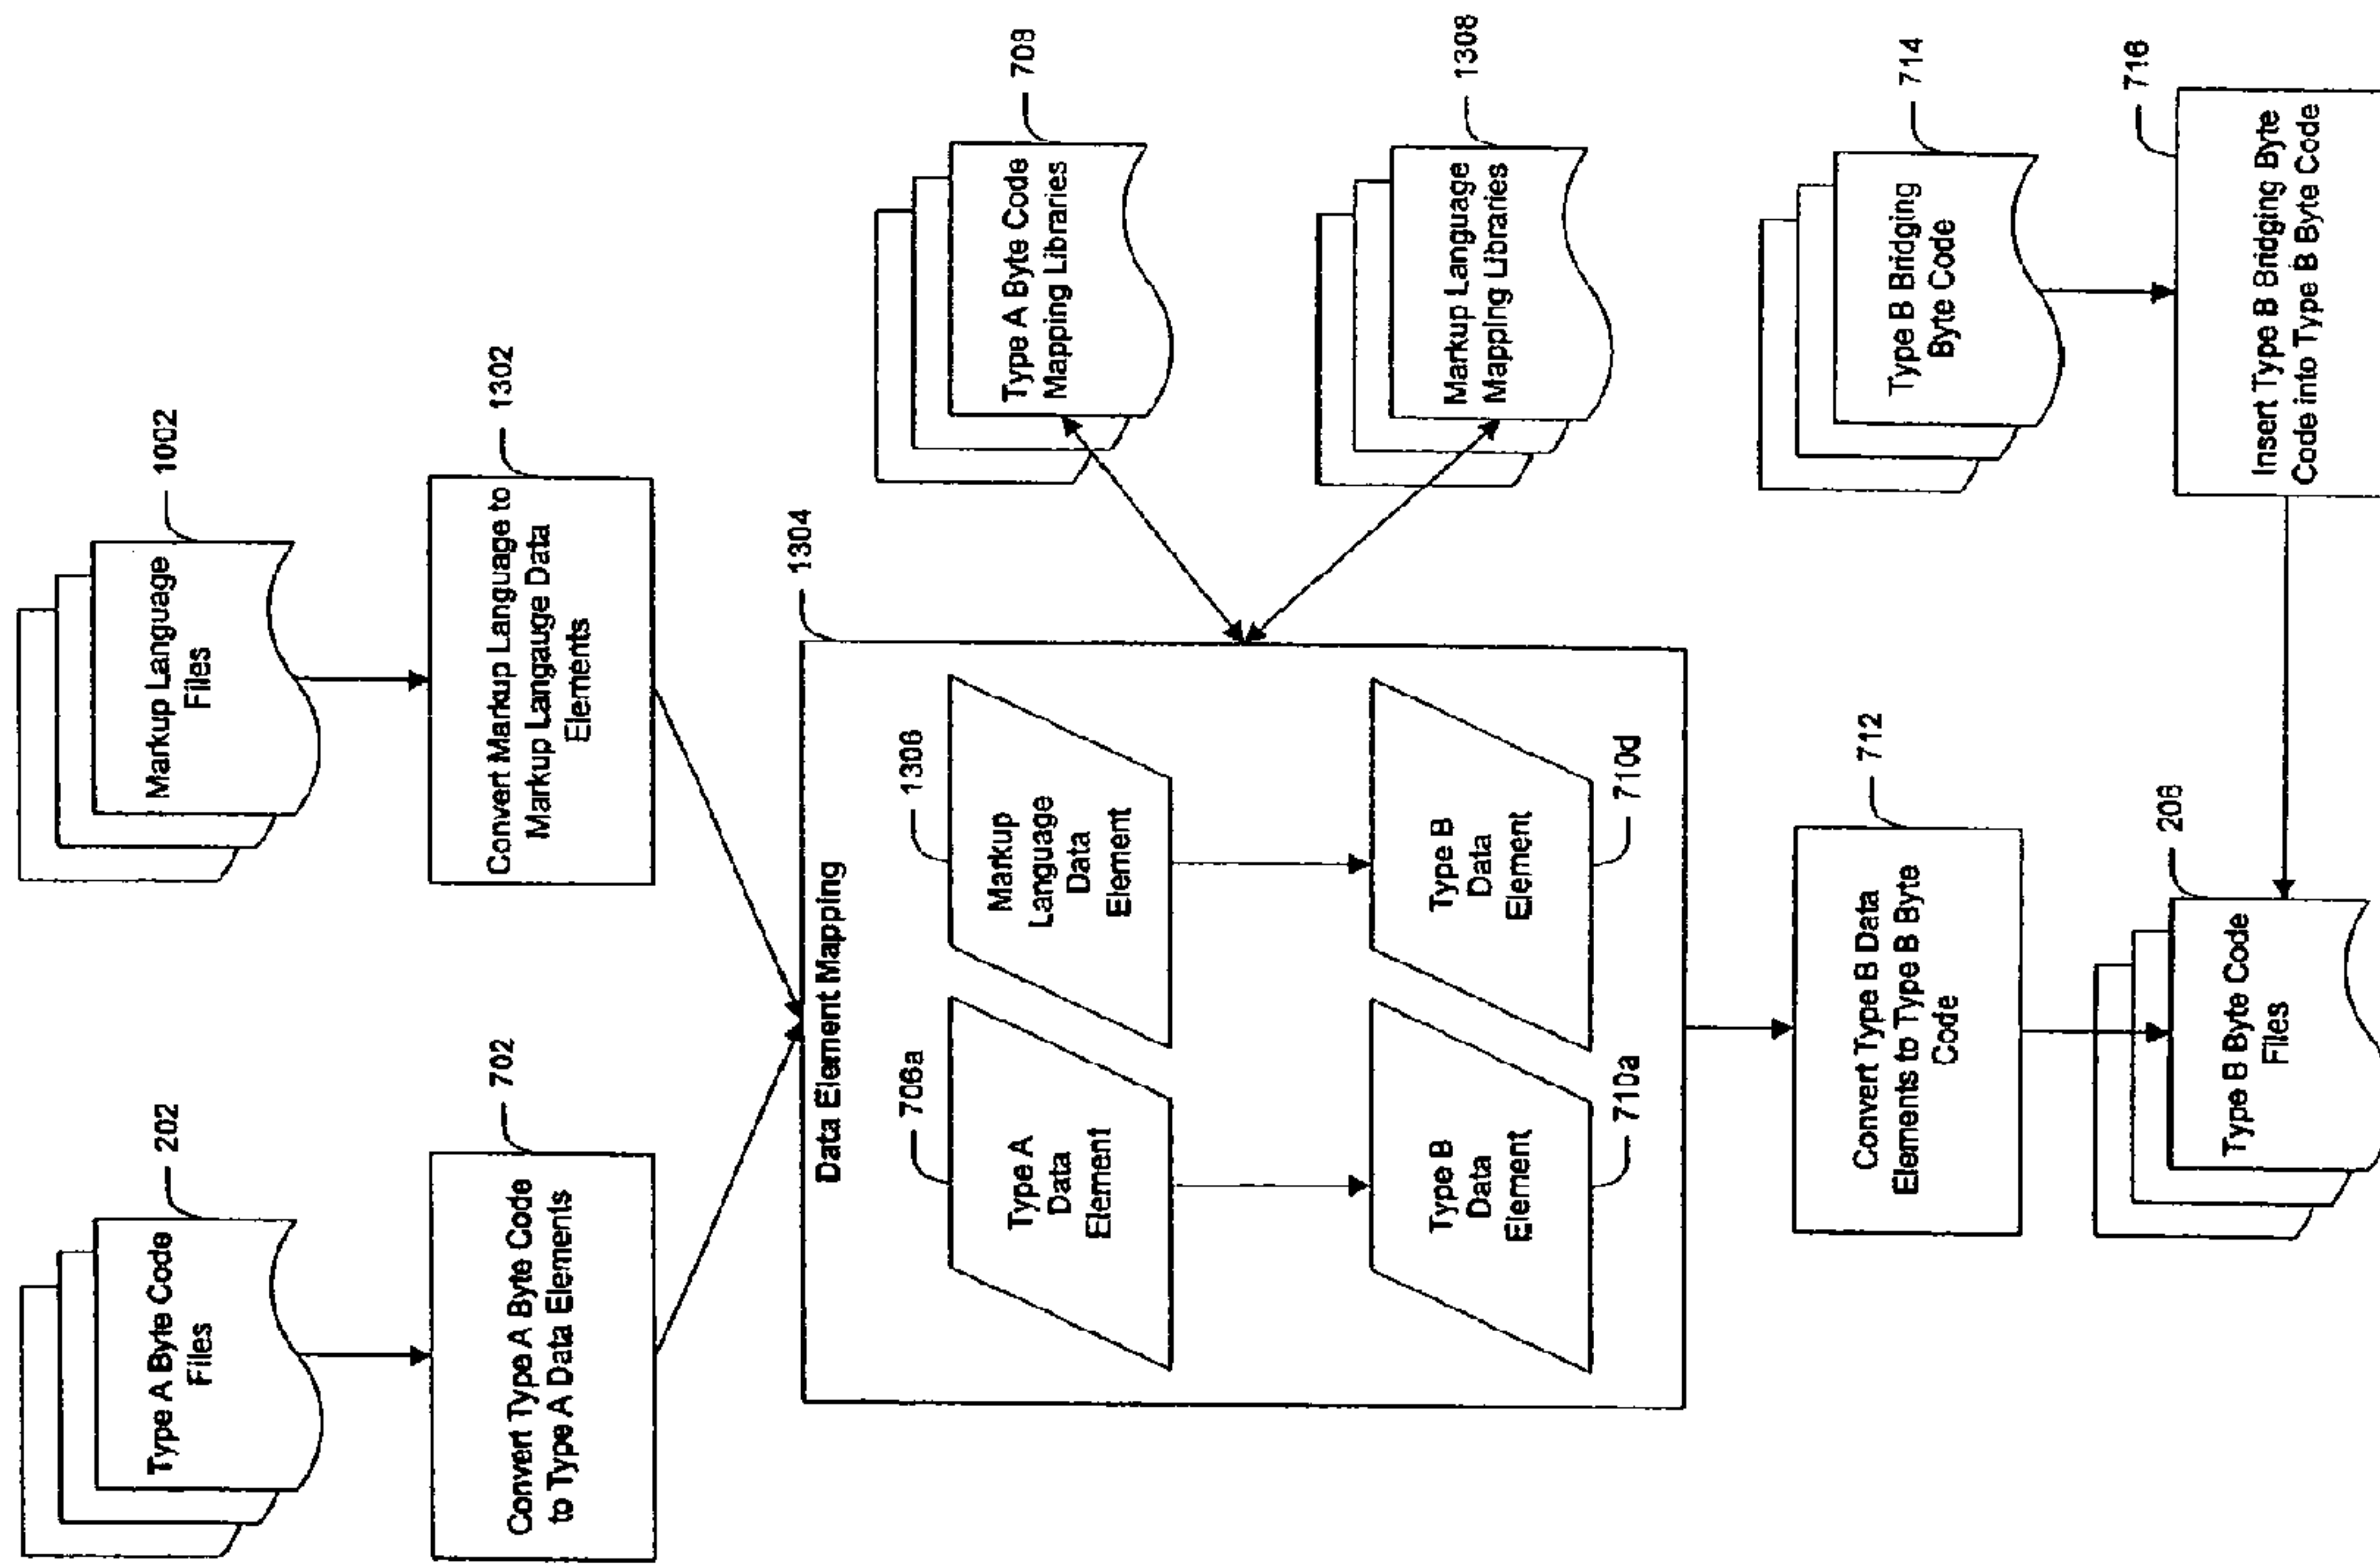 202
Type A Byte Code
Files
1002
Markup Language
Files
702
Convert Type A Byte Code
to Type A Data Elements
1302
Convert Markup Language to
Markup Langauge Data
Elements
1304
Data Element Mapping
706a
Type A
Data
Element
1306
Markup
Language
Data
Element
708
Type A Byte Code
Mapping Libraries
Type B
Data
Element
710a
Type B
Data
Element
710d
1308
Markup Language
Mapping Libraries
712
Convert Type B Data
Elements to Type B Byte
Code
714
Type B Bridging
Byte Code
208
Type B Byte Code
Files
716
Insert Type B Bridging Byte
Code into Type B Byte Code